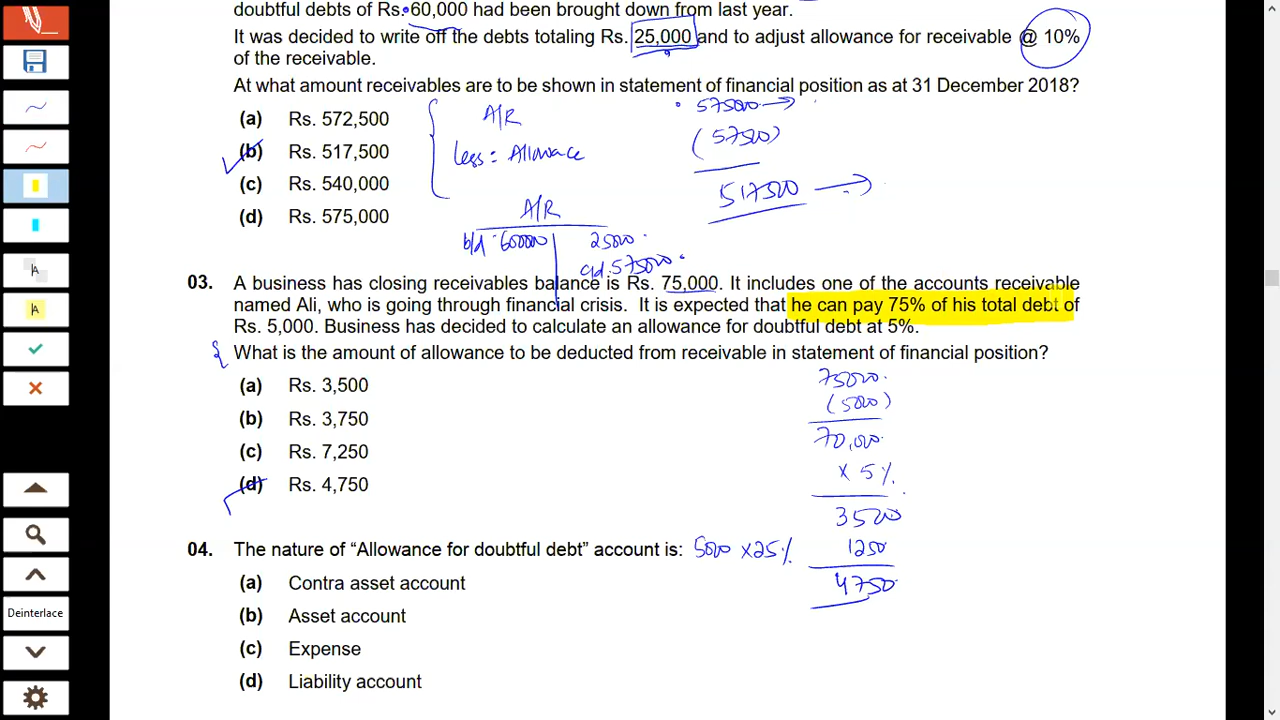 doubtful debts of Rs. 60,000 had been brought down from last year.
It was decided to write off the debts totaling Rs. 25,000 and to adjust allowance for receivable @ 10%
of the receivable.
At what amount receivables are to be shown in statement of financial position as at 31 December 2018?
(a) Rs. 572,500
(b) Rs. 517,500
(c) Rs. 540,000
(d) Rs. 575,000
A/R
less = Allowance
575000
(57500)
517500
A/R
b/d 600000
25000
c/d 575000
03. A business has closing receivables balance is Rs. 75,000. It includes one of the accounts receivable
named Ali, who is going through financial crisis. It is expected that he can pay 75% of his total debt of
Rs. 5,000. Business has decided to calculate an allowance for doubtful debt at 5%.
What is the amount of allowance to be deducted from receivable in statement of financial position?
(a) Rs. 3,500
(b) Rs. 3,750
(c) Rs. 7,250
(d) Rs. 4,750
75000
(5000)
70,000
x 5%
3500
04. The nature of “Allowance for doubtful debt” account is: 5000 x25% 1250
4750
(a) Contra asset account
(b) Asset account
(c) Expense
(d) Liability account
A
A
Deinterlace